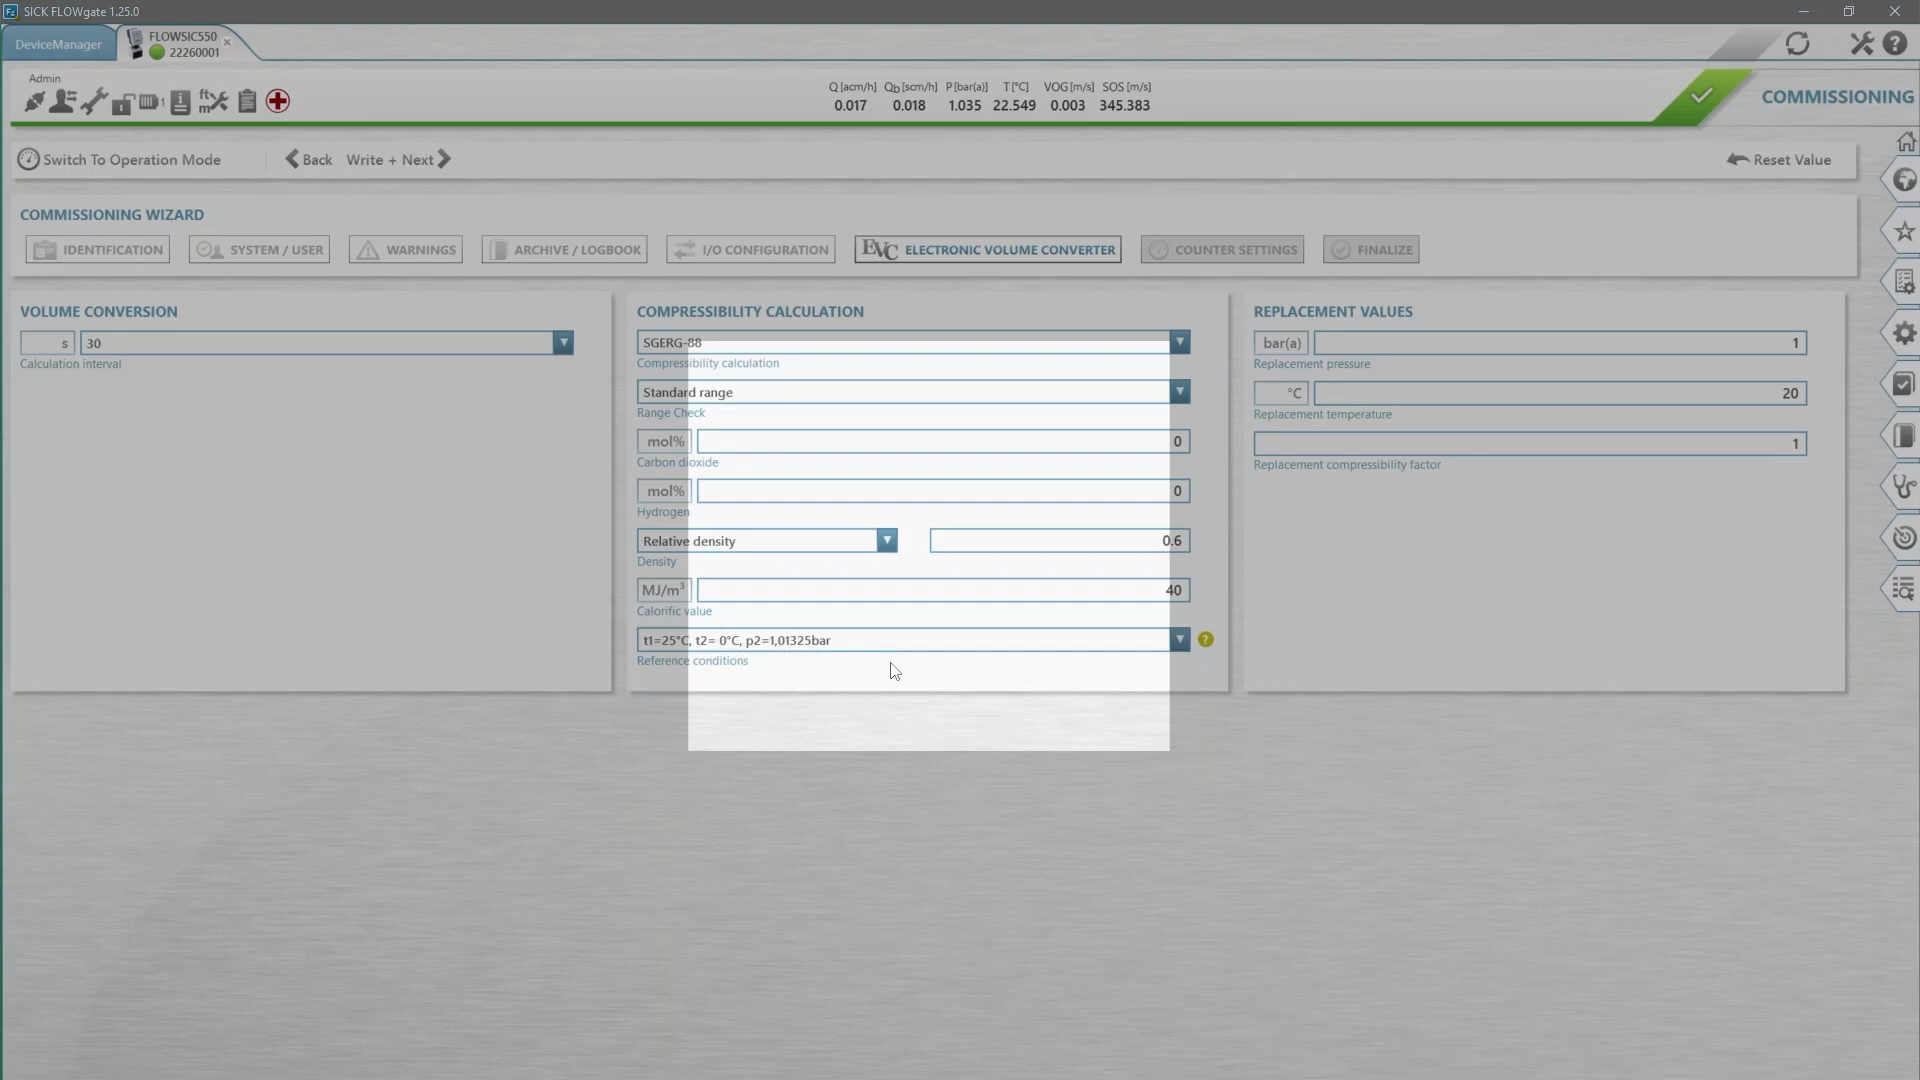 SICK FLOWgate 1.25.0
DeviceManager
FLOWSIC550
22260001
Admin
Q [acm/h] Qb [scm/h] P [bar(a)] T [°C] VOG [m/s] SOS [m/s]
0.017 0.018 1.035 22.549 0.003 345.383
COMMISSIONING
Switch To Operation Mode Back Write + Next Reset Value
COMMISSIONING WIZARD
IDENTIFICATION SYSTEM / USER WARNINGS ARCHIVE / LOGBOOK I/O CONFIGURATION EVC ELECTRONIC VOLUME CONVERTER COUNTER SETTINGS FINALIZE
VOLUME CONVERSION
s 30
Calculation interval
COMPRESSIBILITY CALCULATION
SGERG-88
Compressibility calculation
Standard range
Range Check
mol% 0
Carbon dioxide
mol% 0
Hydrogen
Relative density 0.6
Density
MJ/m³ 40
Calorific value
t1=25°C, t2= 0°C, p2=1,01325bar ?
Reference conditions
REPLACEMENT VALUES
bar(a) 1
Replacement pressure
°C 20
Replacement temperature
1
Replacement compressibility factor